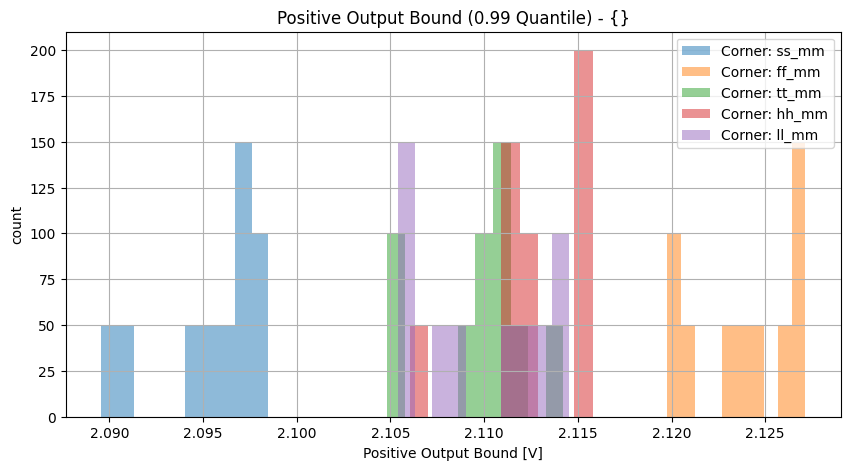 Positive Output Bound (0.99 Quantile) - {}
200
175
150
125
100
75
50
25
0
count
Corner: ss_mm
Corner: ff_mm
Corner: tt_mm
Corner: hh_mm
Corner: ll_mm
2.090 2.095 2.100 2.105 2.110 2.115 2.120 2.125
Positive Output Bound [V]